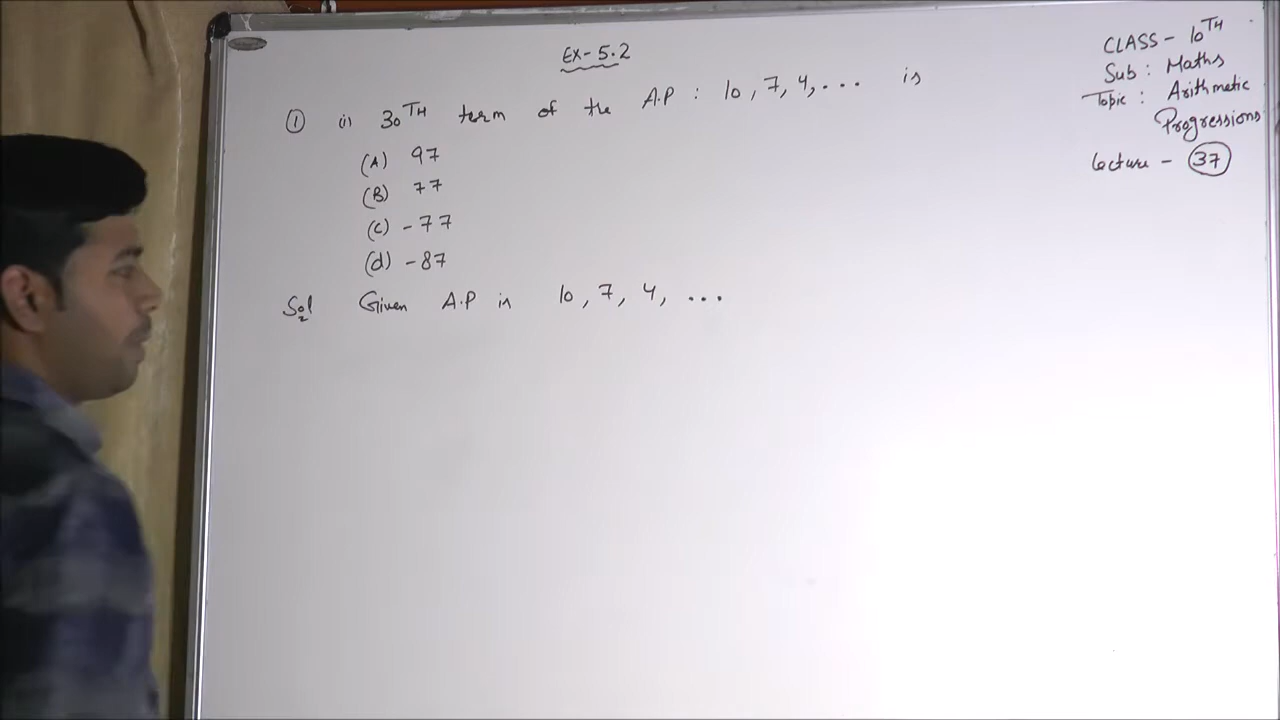 EX-5.2
① (i) 30TH term of the A.P : 10, 7, 4, ... is
(A) 97
(B) 77
(C) -77
(d) -87
Sol Given A.P is 10, 7, 4, ...
CLASS - 10TH
Sub : Maths
Topic : Arithmetic
Progressions
Lecture - 37